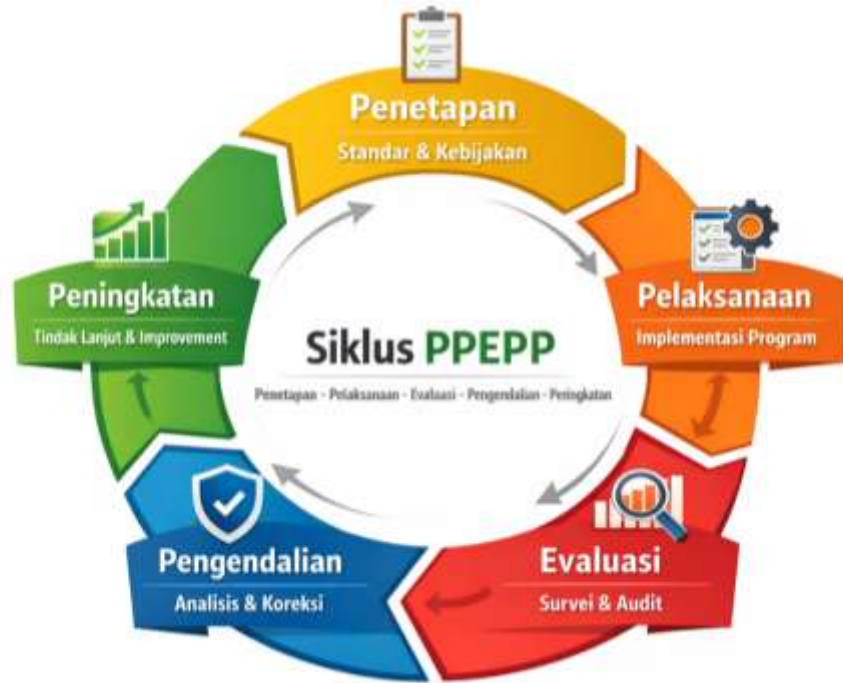 Penetapan
Standar & Kebijakan
Pelaksanaan
Implementasi Program
Evaluasi
Survei & Audit
Pengendalian
Analisis & Koreksi
Peningkatan
Tindak Lanjut & Improvement
Siklus PPEPP
Penetapan - Pelaksanaan - Evaluasi - Pengendalian - Peringkatan